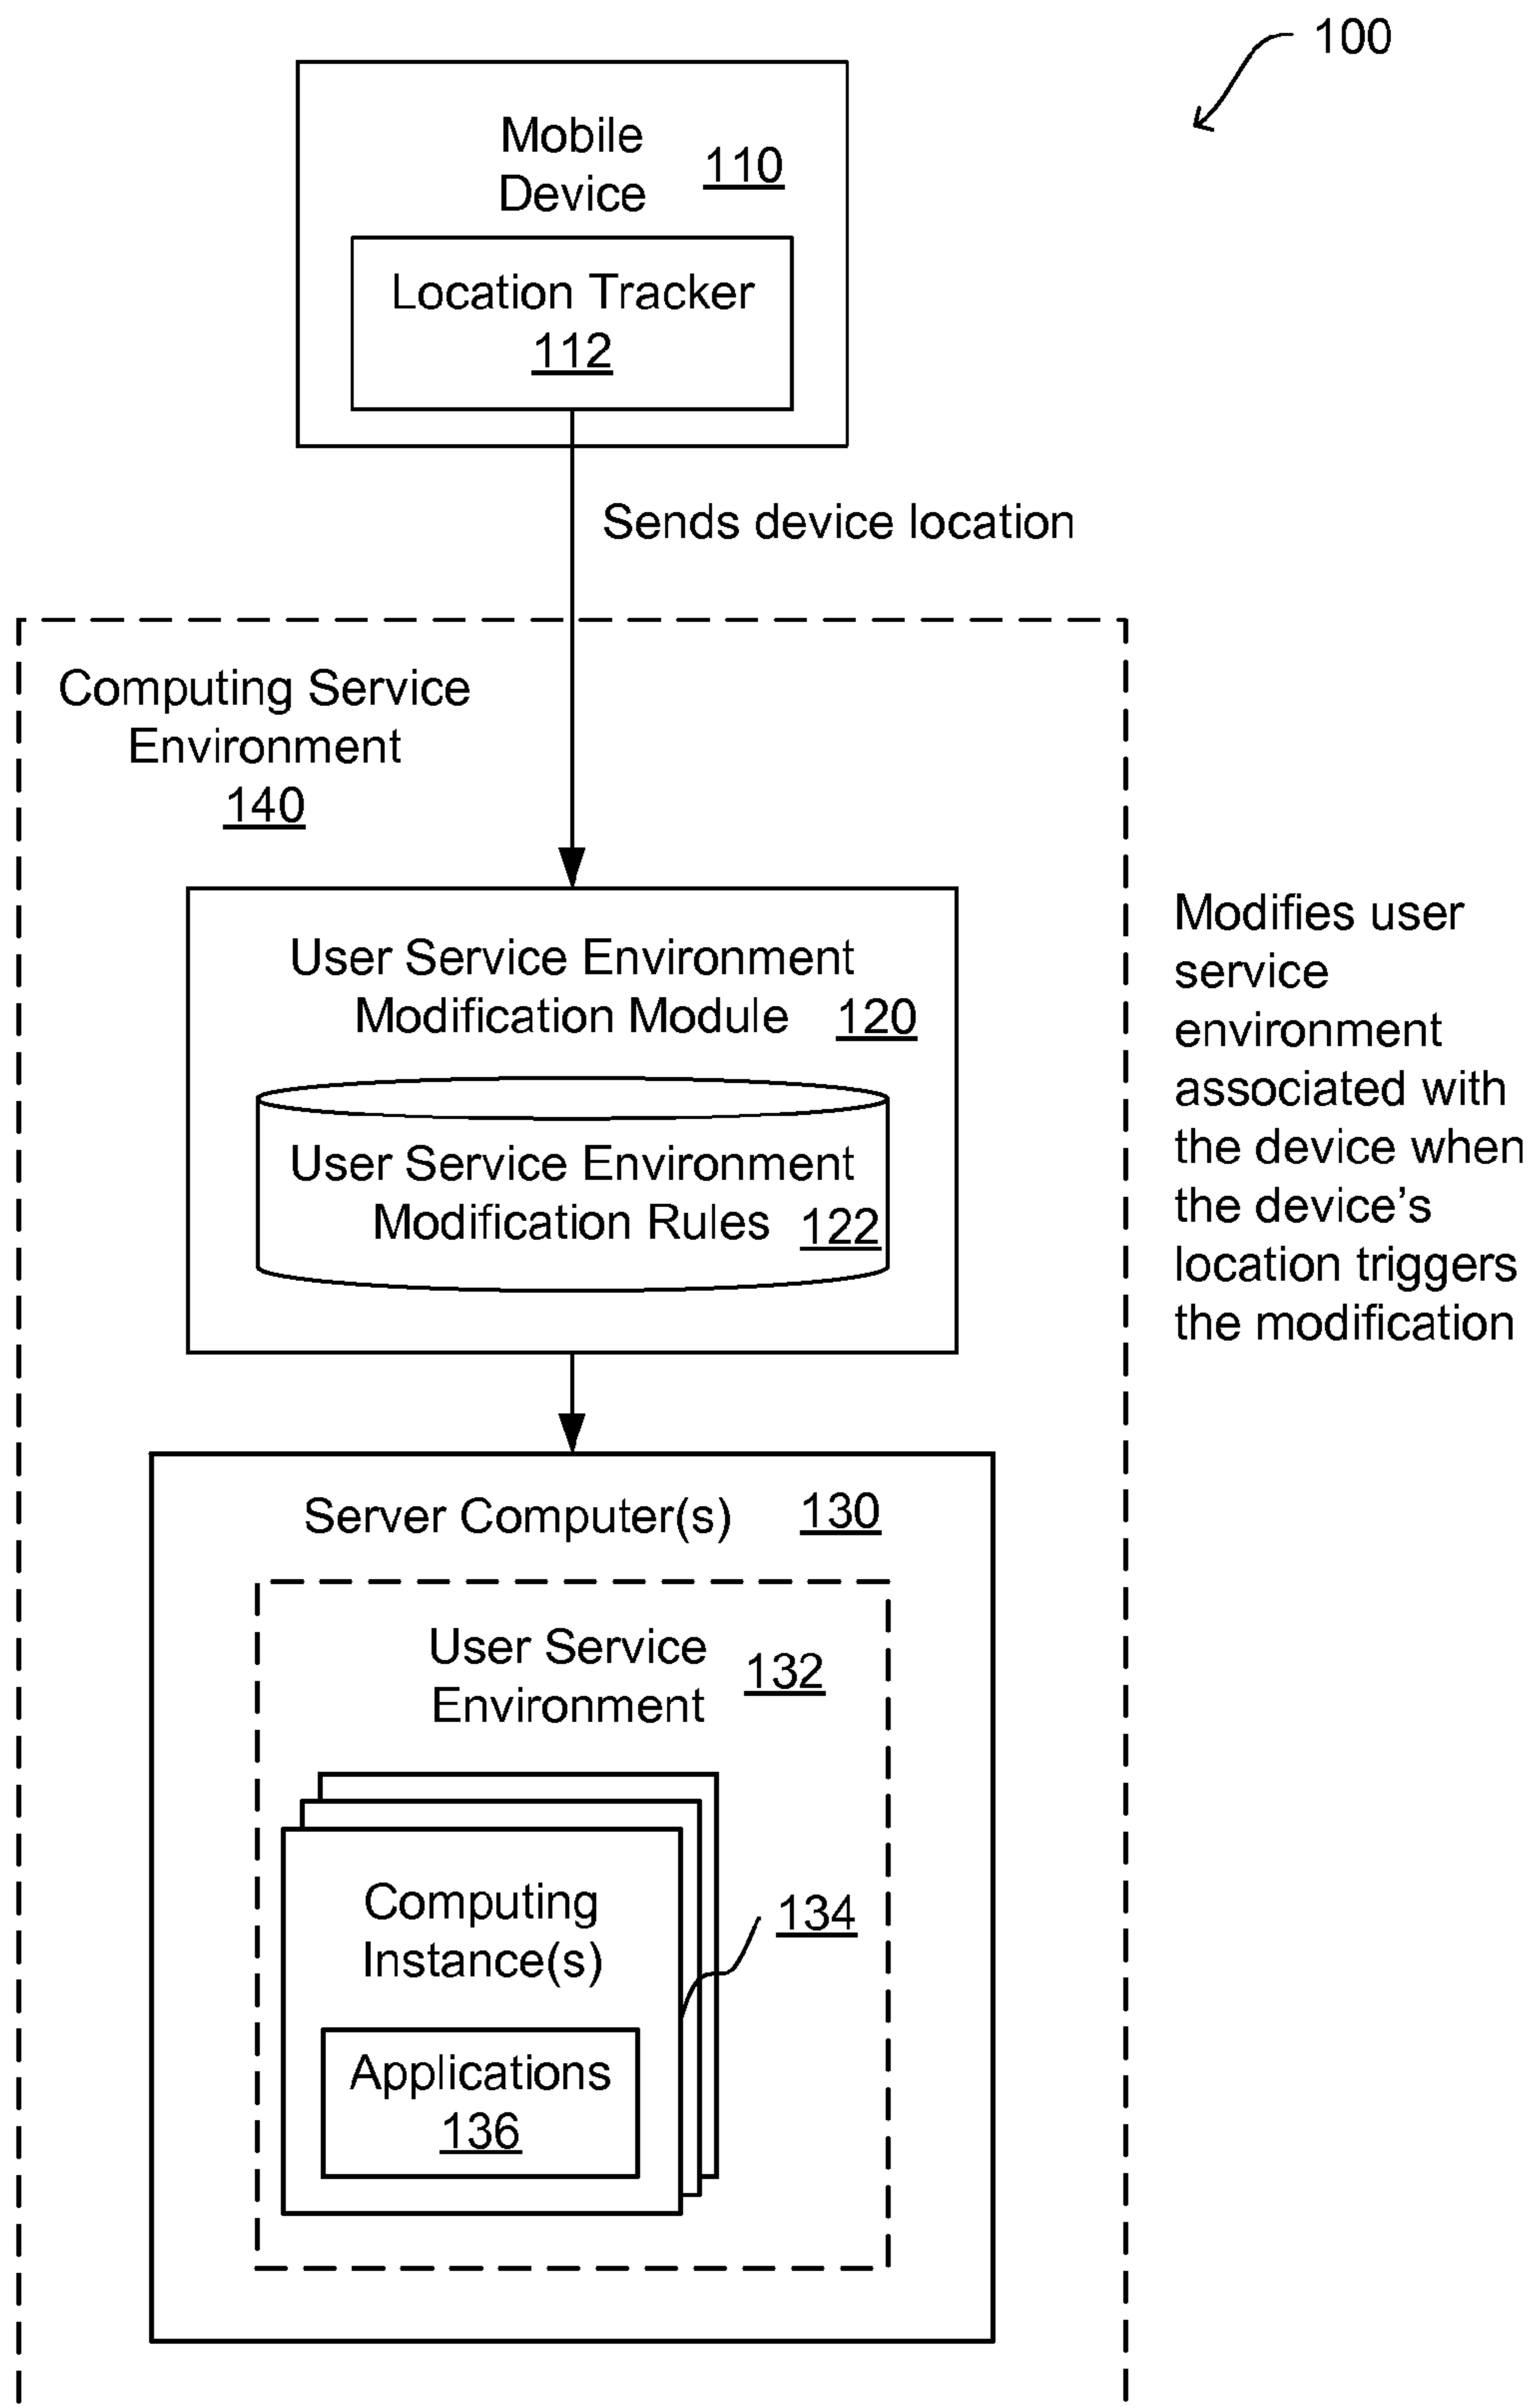 100
Mobile
Device
110
Location Tracker
112
Sends device location
Computing Service
Environment
140
User Service Environment
Modification Module 120
User Service Environment
Modification Rules 122
Modifies user
service
environment
associated with
the device when
the device's
location triggers
the modification
Server Computer(s) 130
User Service
Environment
132
Computing
Instance(s)
134
Applications
136